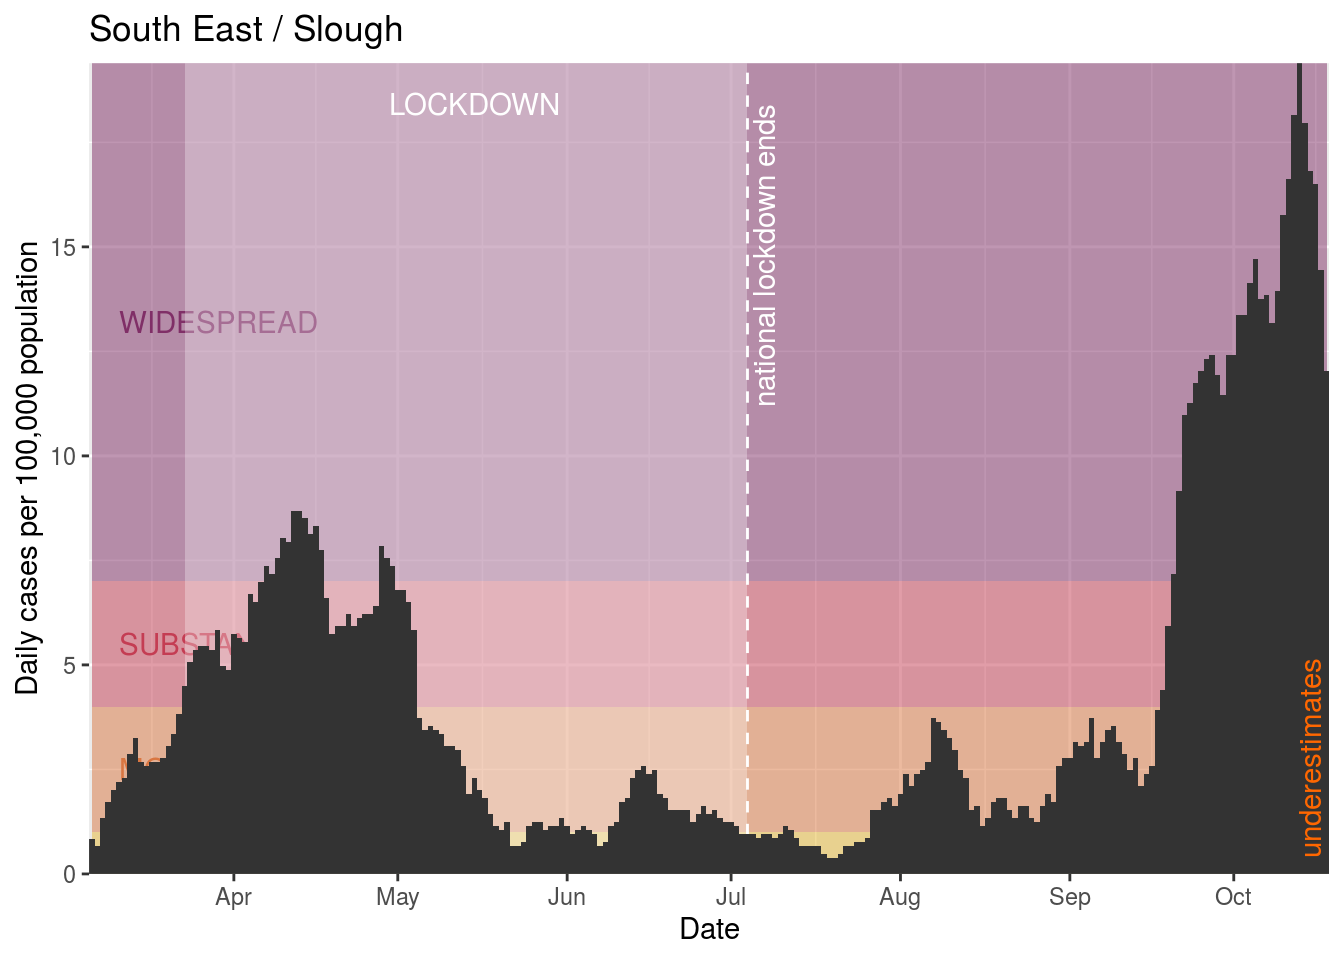 South East / Slough
LOCKDOWN
national lockdown ends
WIDESPREAD
underestimates
Daily cases per 100,000 population
15
10
5
0
Apr
May
Jun
Jul
Aug
Sep
Oct
Date